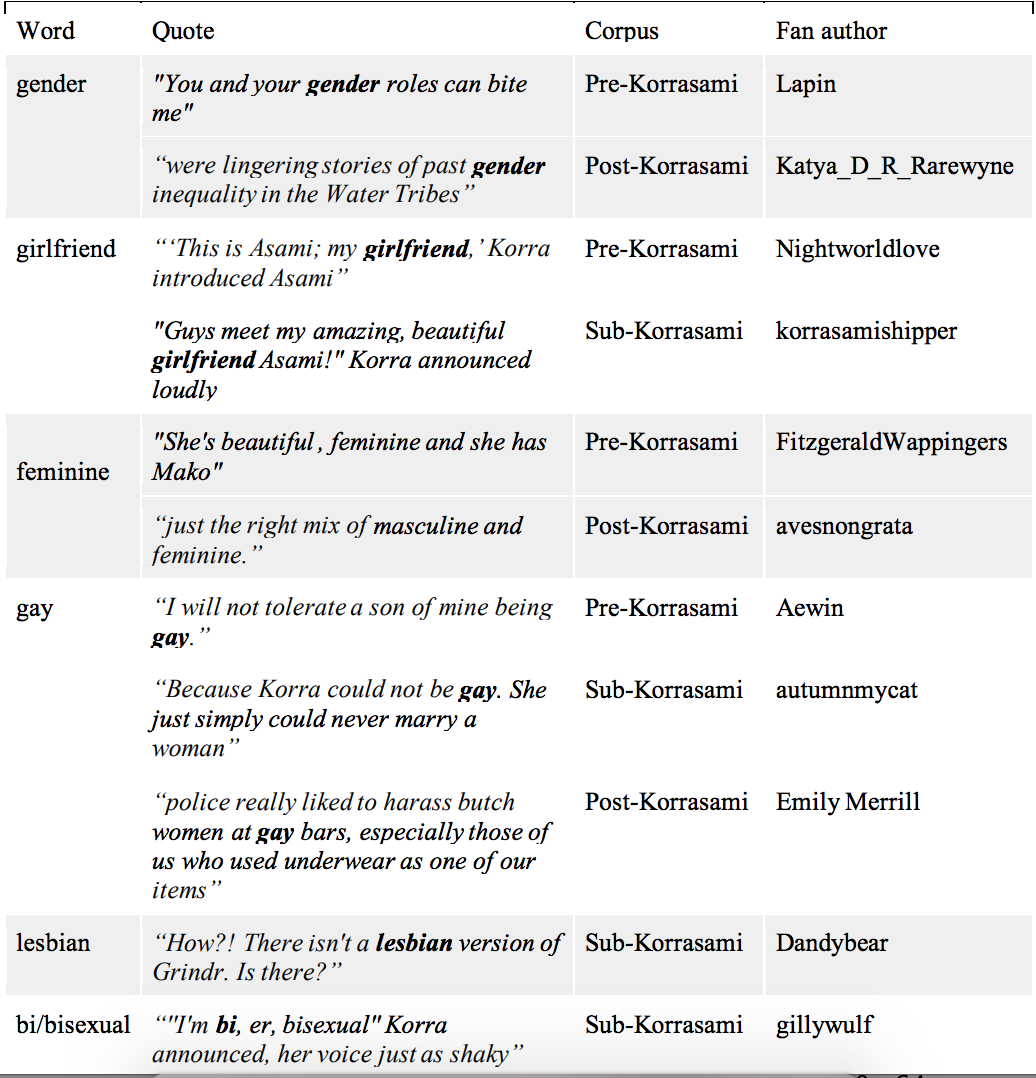 Word Quote Corpus Fan author
gender "You and your gender roles can bite Pre-Korrasami Lapin
me"
“were lingering stories of past gender Post-Korrasami Katya_D_R_Rarewyne
inequality in the Water Tribes”
girlfriend “‘This is Asami; my girlfriend,’ Korra Pre-Korrasami Nightworldlove
introduced Asami”
"Guys meet my amazing, beautiful Sub-Korrasami korrasamishipper
girlfriend Asami!" Korra announced
loudly
"She's beautiful, feminine and she has Pre-Korrasami FitzgeraldWappingers
feminine Mako"
“just the right mix of masculine and Post-Korrasami avesnongrata
feminine.”
gay “I will not tolerate a son of mine being Pre-Korrasami Aewin
gay.”
“Because Korra could not be gay. She Sub-Korrasami autumnmycat
just simply could never marry a
woman”
“police really liked to harass butch Post-Korrasami Emily Merrill
women at gay bars, especially those of
us who used underwear as one of our
items”
lesbian “How?! There isn't a lesbian version of Sub-Korrasami Dandybear
Grindr. Is there?”
bi/bisexual “"I'm bi, er, bisexual" Korra Sub-Korrasami gillywulf
announced, her voice just as shaky”